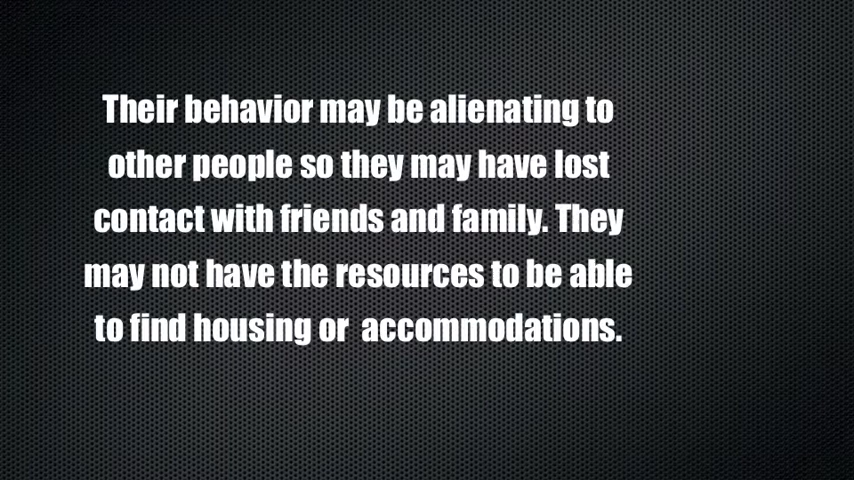 Their behavior may be alienating to
other people so they may have lost
contact with friends and family. They
may not have the resources to be able
to find housing or  accommodations.